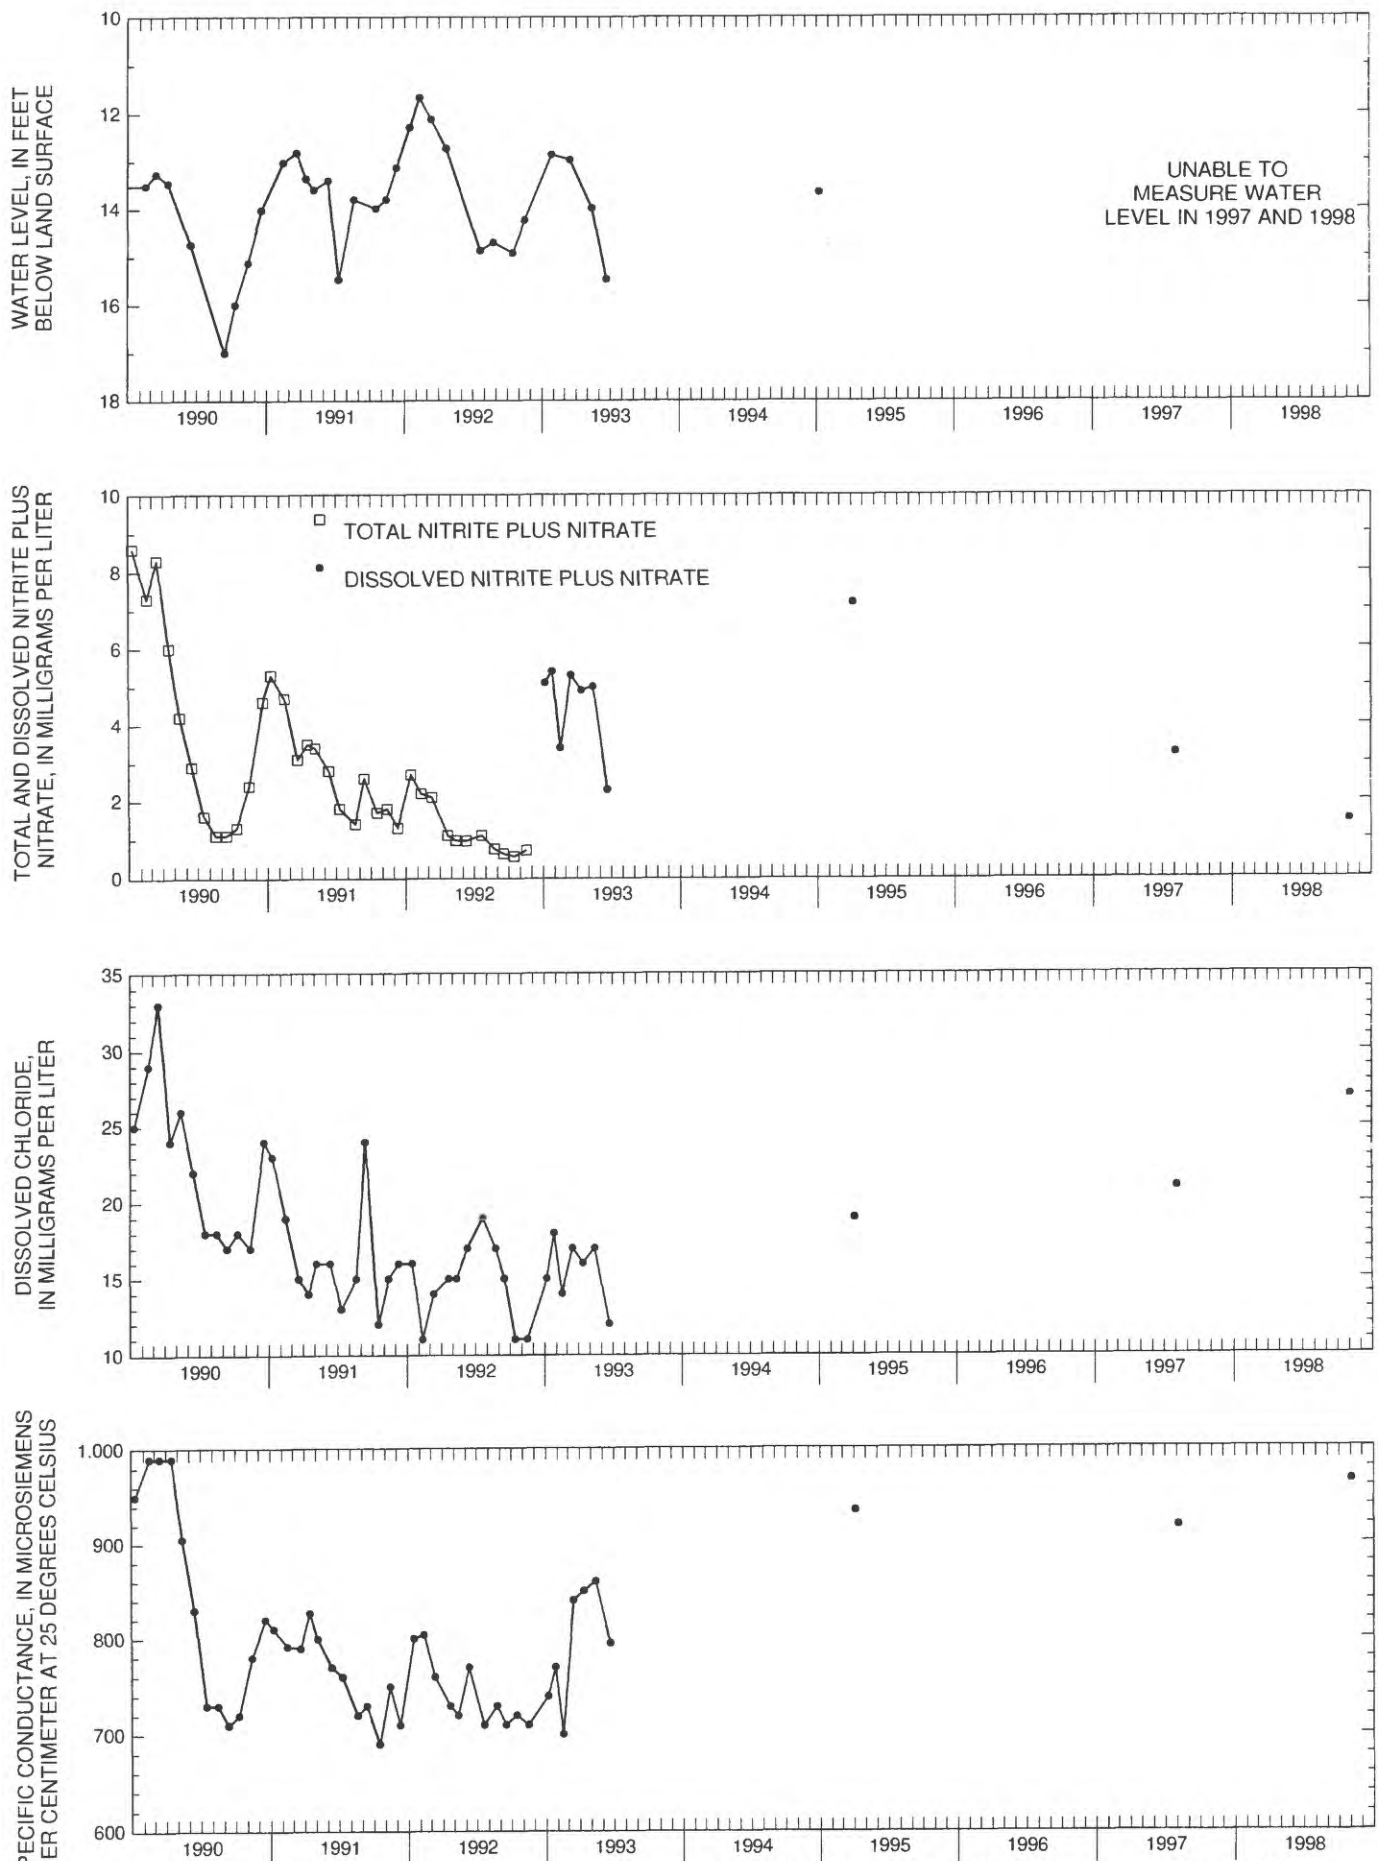 WATER LEVEL, IN FEET
BELOW LAND SURFACE
10
12
14
16
18
UNABLE TO
MEASURE WATER
LEVEL IN 1997 AND 1998
1990 1991 1992 1993 1994 1995 1996 1997 1998
TOTAL AND DISSOLVED NITRITE PLUS
NITRATE, IN MILLIGRAMS PER LITER
10
8
6
4
2
0
TOTAL NITRITE PLUS NITRATE
DISSOLVED NITRITE PLUS NITRATE
1990 1991 1992 1993 1994 1995 1996 1997 1998
DISSOLVED CHLORIDE,
IN MILLIGRAMS PER LITER
35
30
25
20
15
10
1990 1991 1992 1993 1994 1995 1996 1997 1998
PECIFIC CONDUCTANCE, IN MICROSIEMENS
ER CENTIMETER AT 25 DEGREES CELSIUS
1.000
900
800
700
600
1990 1991 1992 1993 1994 1995 1996 1997 1998